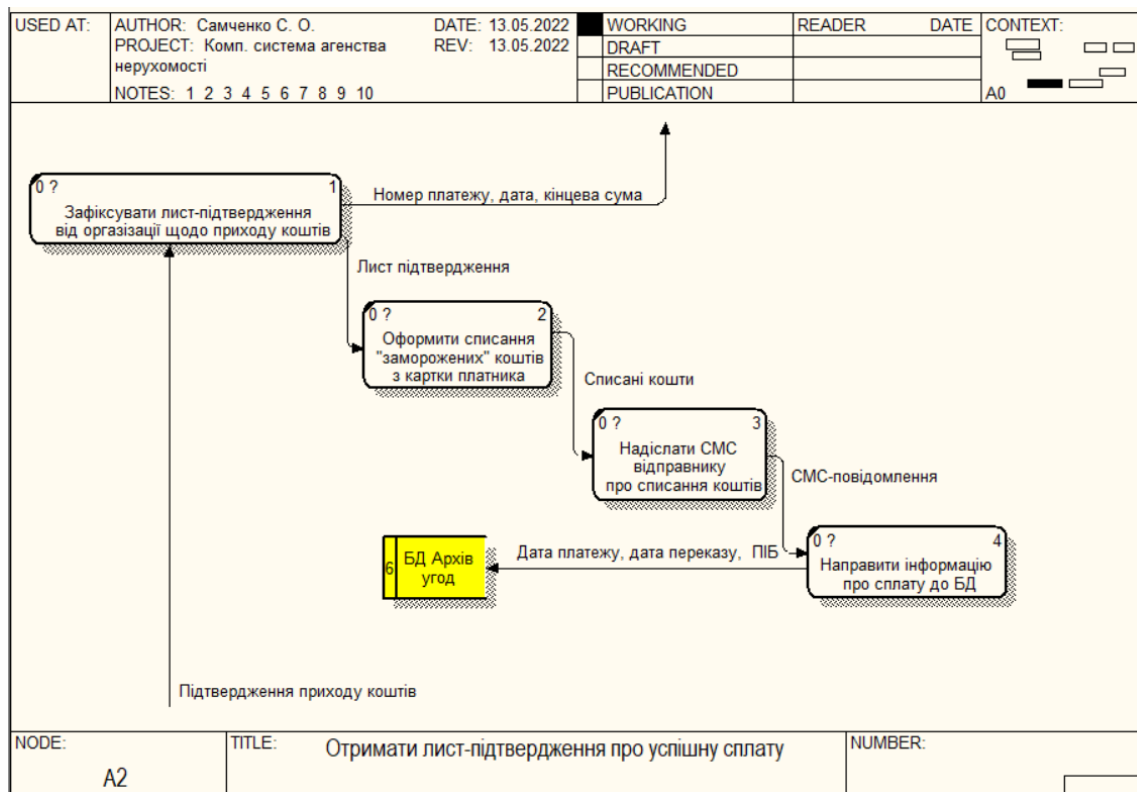 USED AT:
AUTHOR: Самченко С. О.
DATE: 13.05.2022
PROJECT: Комп. система агенства
REV: 13.05.2022
нерухомості
NOTES: 1 2 3 4 5 6 7 8 9 10
WORKING
DRAFT
RECOMMENDED
PUBLICATION
READER
DATE
CONTEXT:
A0
0 ?
1
Зафіксувати лист-підтвердження
від оргазізації щодо приходу коштів
Номер платежу, дата, кінцева сума
Лист підтвердження
0 ?
2
Оформити списання
"заморожених" коштів
з картки платника
Списані кошти
0 ?
3
Надіслати СМС
відправнику
про списання коштів
СМС-повідомлення
0 ?
4
Направити інформацію
про сплату до БД
Дата платежу, дата переказу, ПІБ
6
БД Архів
угод
Підтвердження приходу коштів
NODE:
A2
TITLE:
Отримати лист-підтвердження про успішну сплату
NUMBER: